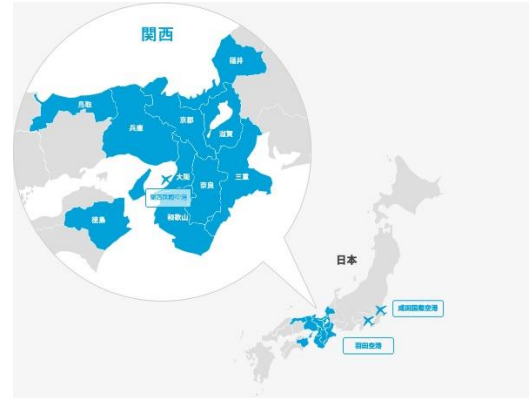 関西
福井
鳥取
兵庫
京都
滋賀
大阪
奈良
三重
関西国際空港
和歌山
徳島
日本
成田国際空港
羽田空港